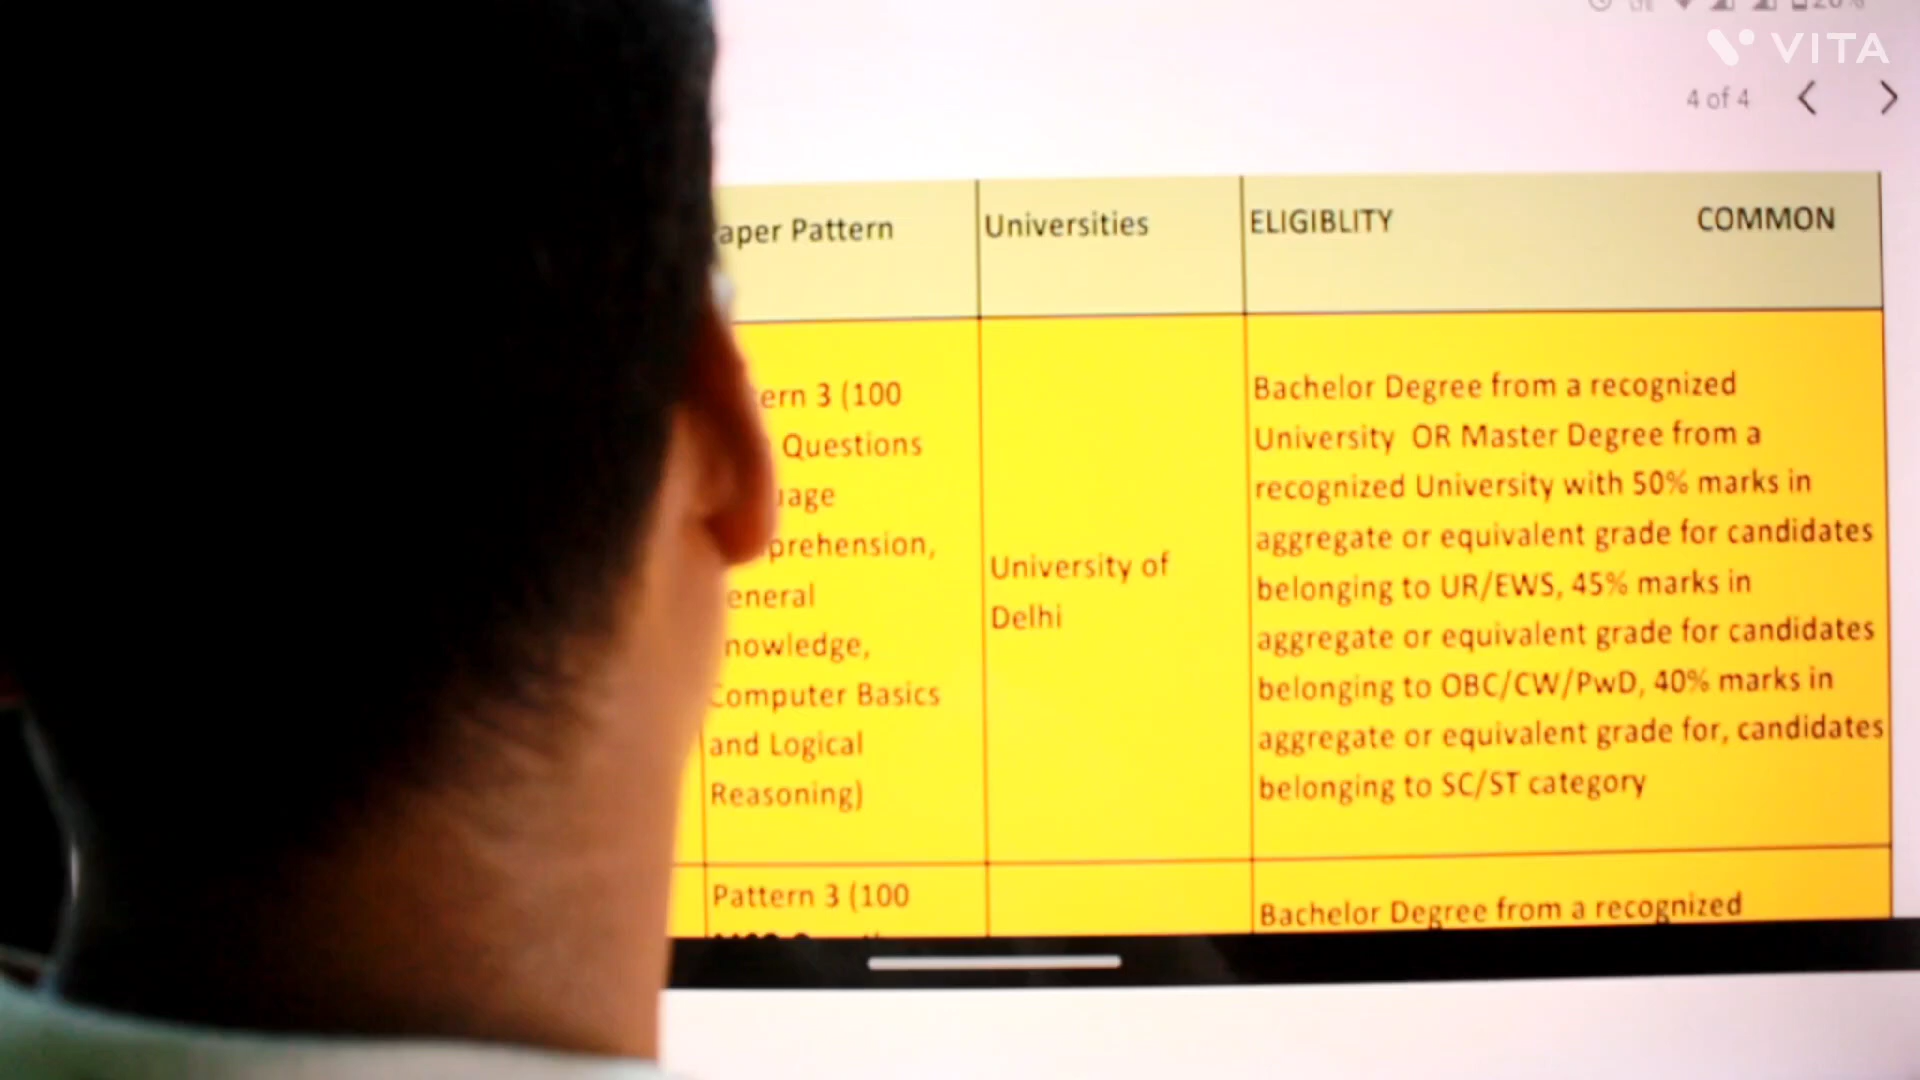 VITA
4 of 4
aper Pattern
Universities
ELIGIBLITY COMMON
ern 3 (100
Questions
uage
prehension,
eneral
nowledge,
Computer Basics
and Logical
Reasoning)
University of
Delhi
Bachelor Degree from a recognized
University OR Master Degree from a
recognized University with 50% marks in
aggregate or equivalent grade for candidates
belonging to UR/EWS, 45% marks in
aggregate or equivalent grade for candidates
belonging to OBC/CW/PwD, 40% marks in
aggregate or equivalent grade for, candidates
belonging to SC/ST category
Pattern 3 (100
Bachelor Degree from a recognized